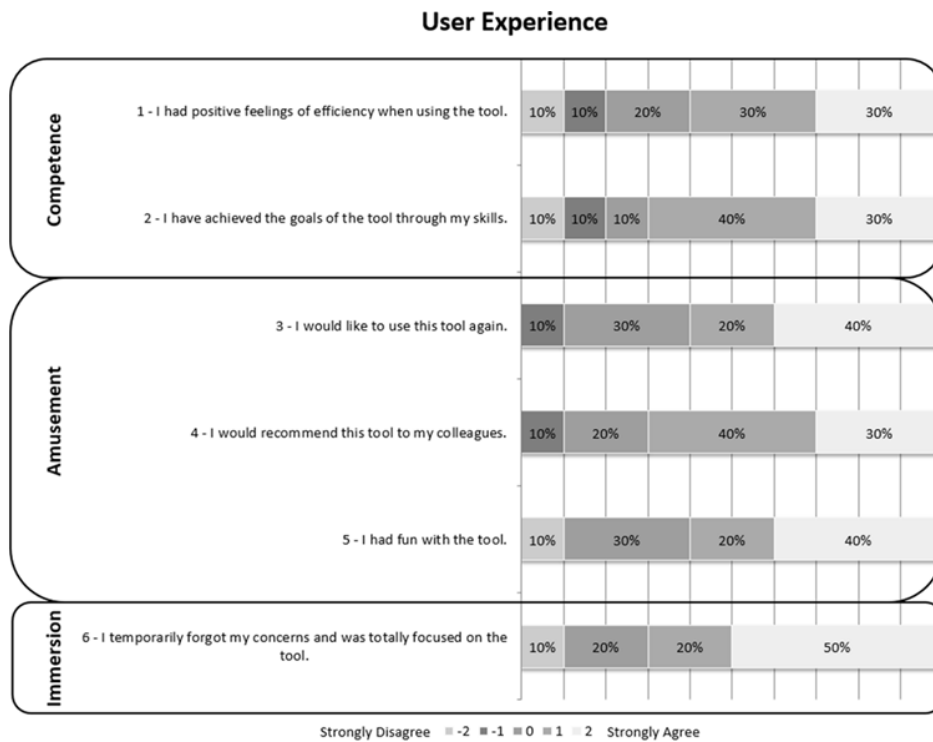 User Experience
Competence
1 - I had positive feelings of efficiency when using the tool.
10% 10% 20% 30% 30%
2 - I have achieved the goals of the tool through my skills.
10% 10% 10% 40% 30%
Amusement
3 - I would like to use this tool again.
10% 30% 20% 40%
4 - I would recommend this tool to my colleagues.
10% 20% 40% 30%
5 - I had fun with the tool.
10% 30% 20% 40%
Immersion
6 - I temporarily forgot my concerns and was totally focused on the
tool.
10% 20% 20% 50%
Strongly Disagree -2 -1 0 1 2 Strongly Agree